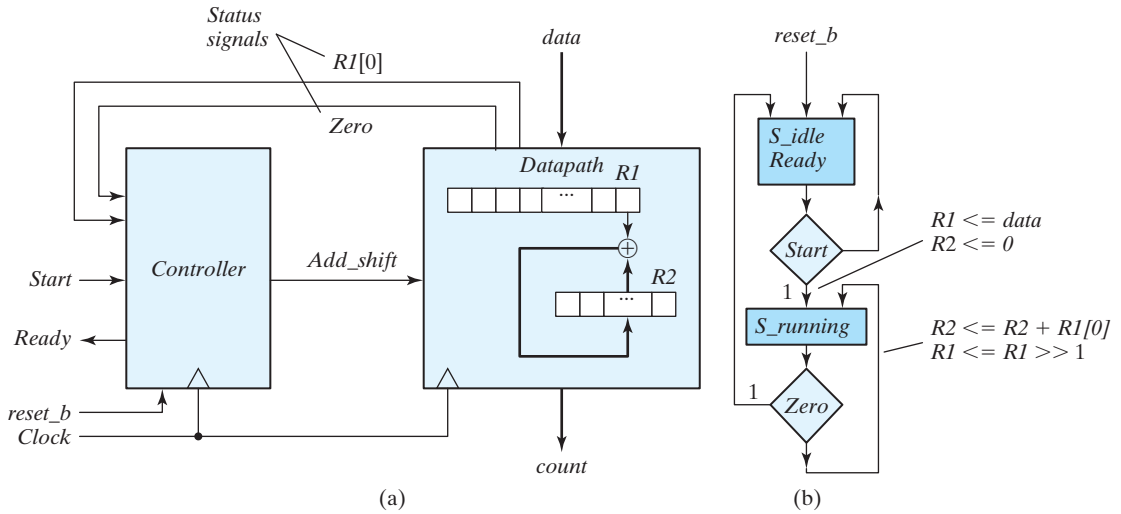 Status
signals
R1[0]
Zero
data
Datapath
R1
...
Controller
Add_shift
R2
...
Start
Ready
reset_b
Clock
count
(a)
reset_b
S_idle
Ready
Start
1
R1 <= data
R2 <= 0
S_running
R2 <= R2 + R1[0]
R1 <= R1 >> 1
1
Zero
(b)